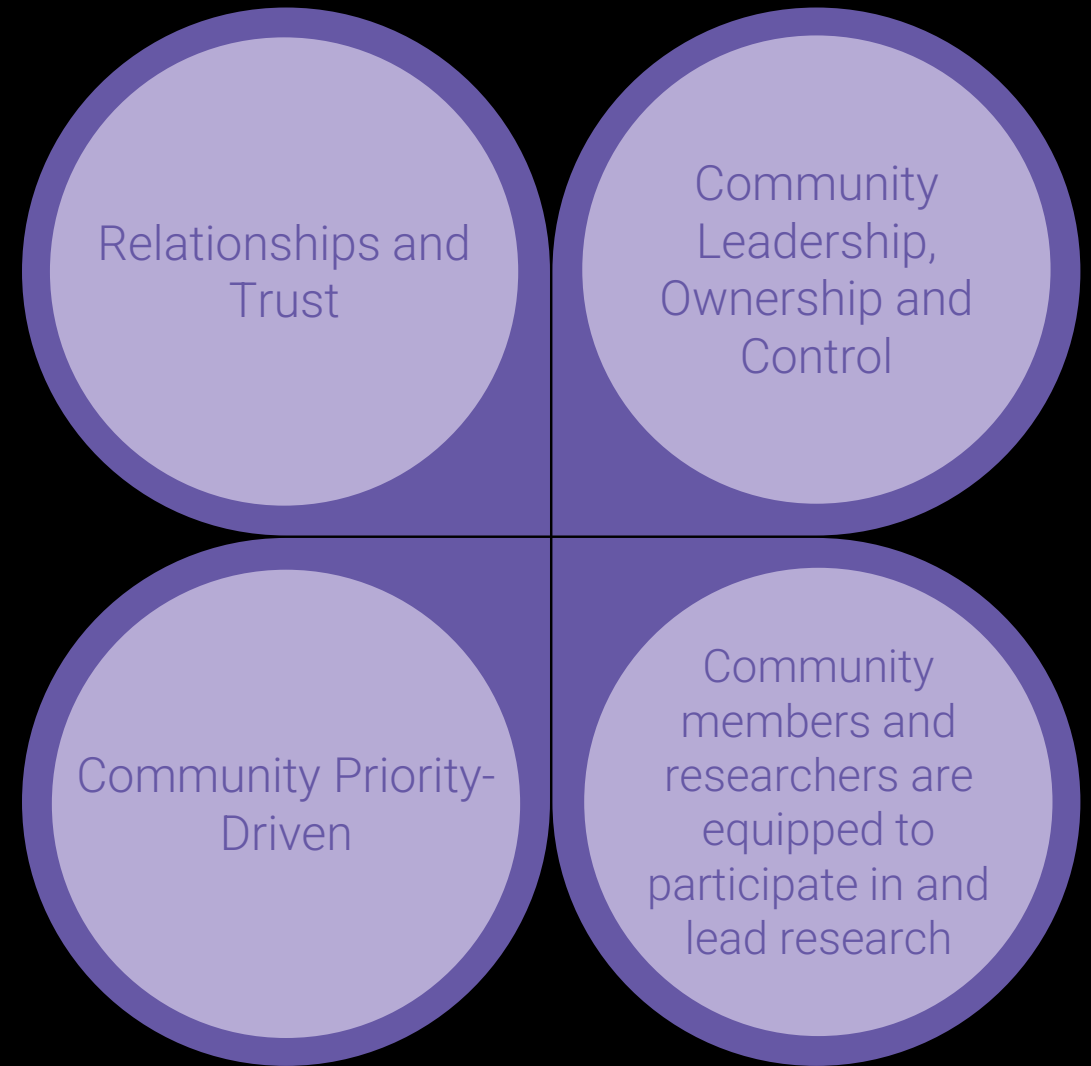 Relationships and
Trust
Community
Leadership,
Ownership and
Control
Community Priority-
Driven
Community
members and
researchers are
equipped to
participate in and
lead research